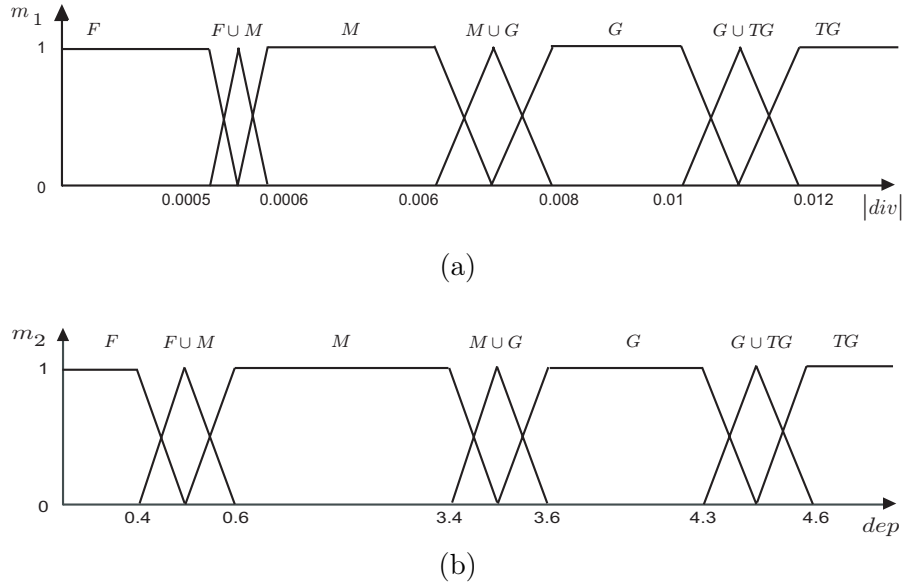 m₁
F F ∪ M M M ∪ G G G ∪ TG TG
1
0
0.0005 0.0006 0.006 0.008 0.01 0.012 |div|
(a)
m₂
F F ∪ M M M ∪ G G G ∪ TG TG
1
0
0.4 0.6 3.4 3.6 4.3 4.6 dep
(b)